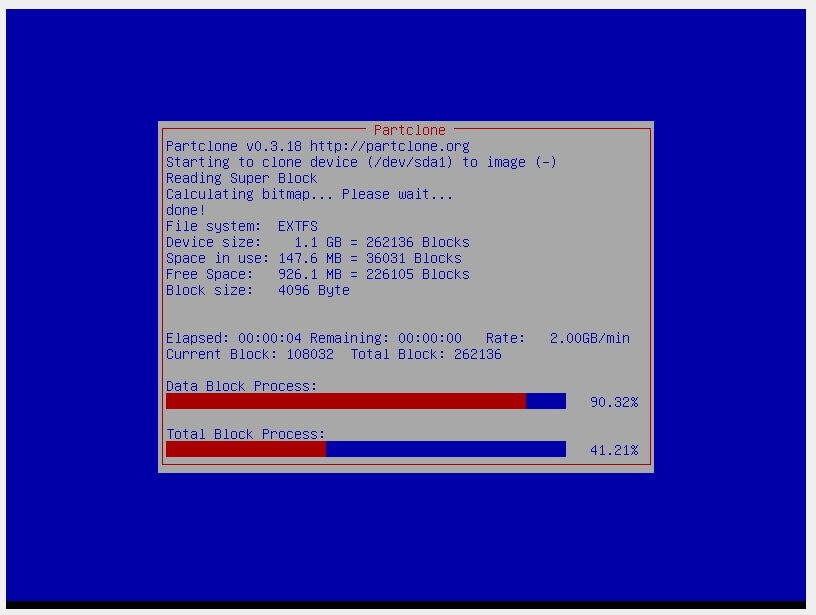 Partclone
Partclone v0.3.18 http://partclone.org
Starting to clone device (/dev/sda1) to image (-)
Reading Super Block
Calculating bitmap... Please wait...
done!
File system:  EXTFS
Device size:    1.1 GB = 262136 Blocks
Space in use: 147.6 MB = 36031 Blocks
Free Space:   926.1 MB = 226105 Blocks
Block size:   4096 Byte
Elapsed: 00:00:04 Remaining: 00:00:00   Rate:   2.00GB/min
Current Block: 108032  Total Block: 262136
Data Block Process:
90.32%
Total Block Process:
41.21%